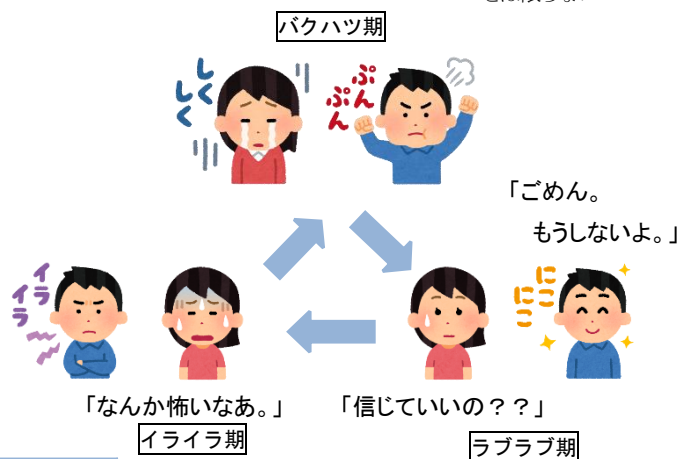 バクハツ期
しくしく
ぷんぷん
「ごめん。
もうしないよ。」
イライラ
にこにこ
「なんか怖いなあ。」
「信じていいの？？」
イライラ期
ラブラブ期